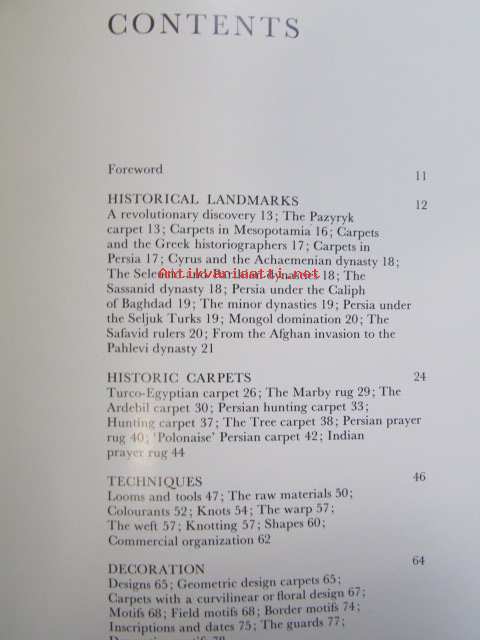 CONTENTS
Foreword 11
HISTORICAL LANDMARKS 12
A revolutionary discovery 13; The Pazyryk
carpet 13; Carpets in Mesopotamia 16; Carpets
and the Greek historiographers 17; Carpets in
Persia 17; Cyrus and the Achaemenian dynasty 18;
The Seleucid and Parthian dynasties 18; The
Antikvariaatti.net
Sassanid dynasty 18; Persia under the Caliph
of Baghdad 19; The minor dynasties 19; Persia under
the Seljuk Turks 19; Mongol domination 20; The
Safavid rulers 20; From the Afghan invasion to the
Pahlevi dynasty 21
HISTORIC CARPETS 24
Turco-Egyptian carpet 26; The Marby rug 29; The
Ardebil carpet 30; Persian hunting carpet 33;
Hunting carpet 37; The Tree carpet 38; Persian prayer
rug 40; 'Polonaise' Persian carpet 42; Indian
prayer rug 44
TECHNIQUES 46
Looms and tools 47; The raw materials 50;
Colourants 52; Knots 54; The warp 57;
The weft 57; Knotting 57; Shapes 60;
Commercial organization 62
DECORATION 64
Designs 65; Geometric design carpets 65;
Carpets with a curvilinear or floral design 67;
Motifs 68; Field motifs 68; Border motifs 74;
Inscriptions and dates 75; The guards 77;